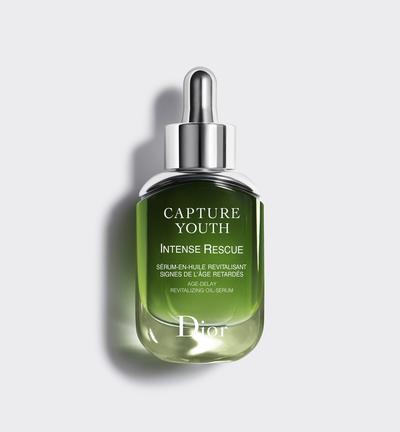 CAPTURE
YOUTH
INTENSE RESCUE
SÉRUM-EN-HUILE REVITALISANT
SIGNES DE L'ÂGE RETARDÉS
AGE-DELAY
REVITALIZING OIL-SERUM
Dior